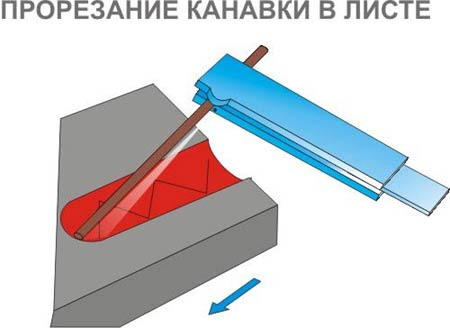 ПРОРЕЗАНИЕ КАНАВКИ В ЛИСТЕ